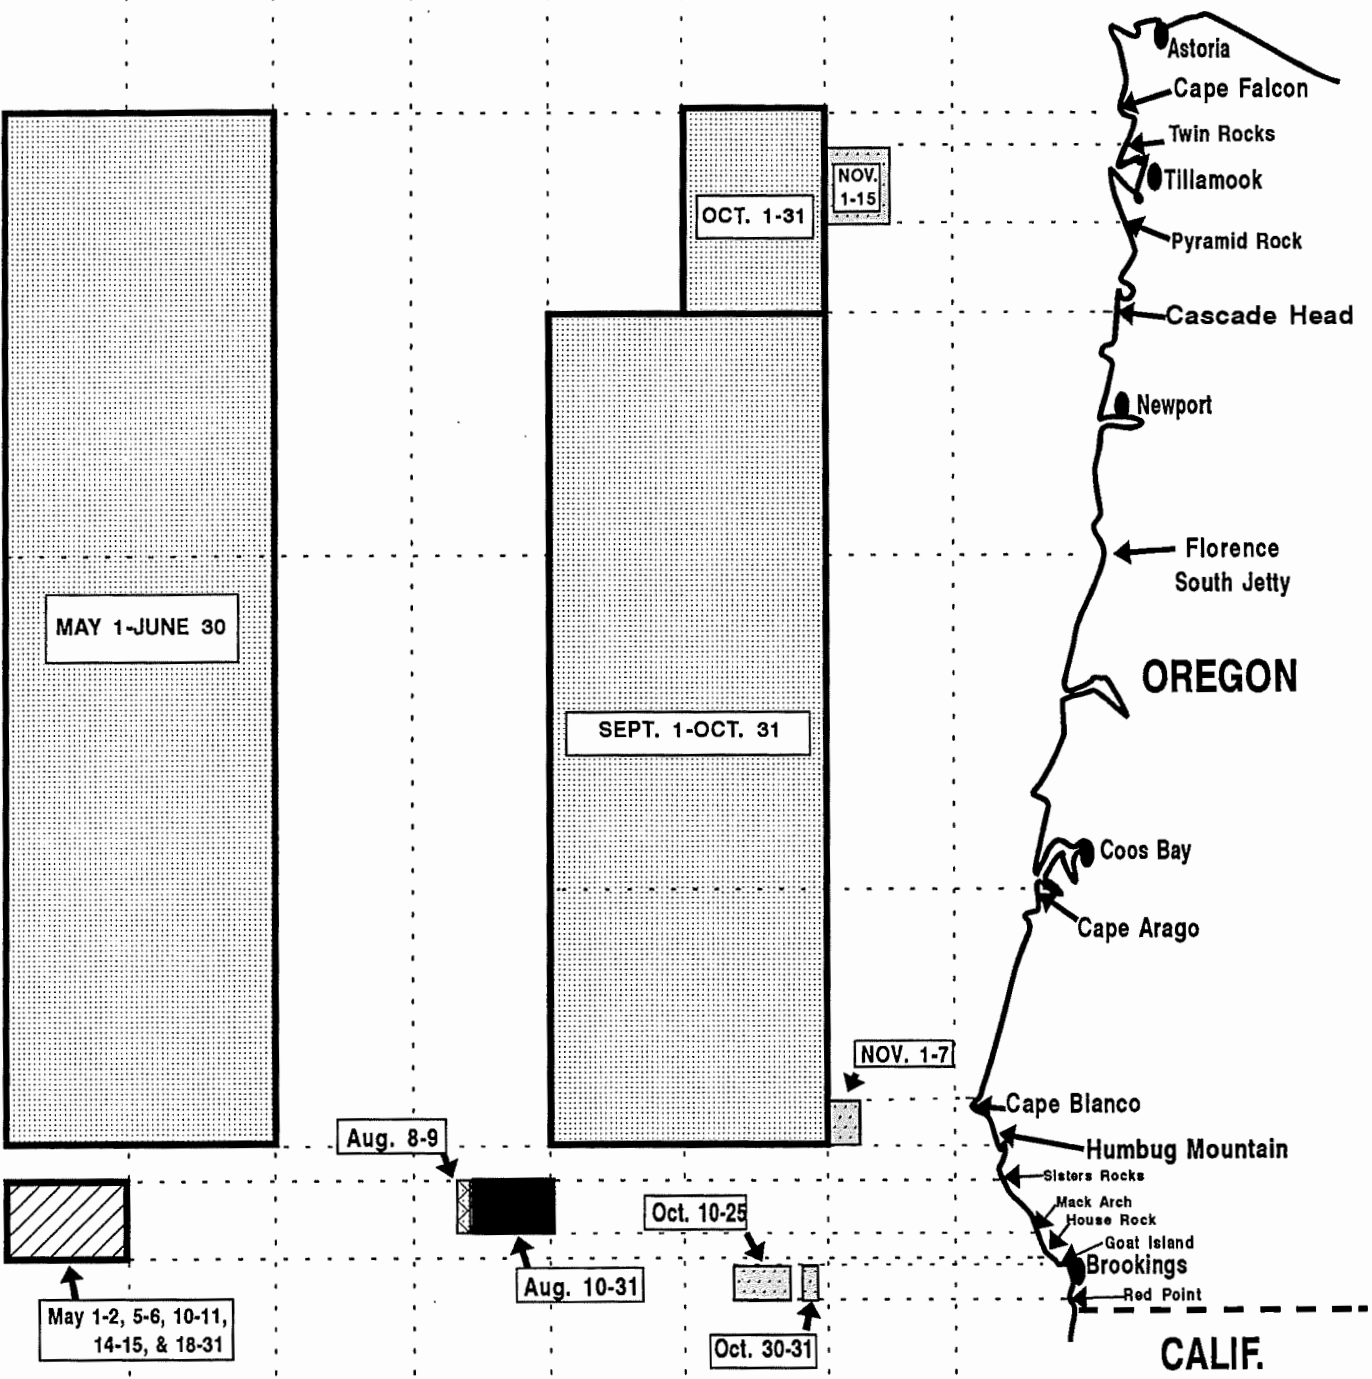 Astoria
Cape Falcon
Twin Rocks
NOV.
1-15
Tillamook
OCT. 1-31
Pyramid Rock
Cascade Head
Newport
Florence
South Jetty
MAY 1-JUNE 30
OREGON
SEPT. 1-OCT. 31
Coos Bay
Cape Arago
NOV. 1-7
Cape Blanco
Aug. 8-9
Humbug Mountain
Sisters Rocks
Mack Arch
Oct. 10-25
House Rock
Goat Island
Brookings
Aug. 10-31
Red Point
May 1-2, 5-6, 10-11,
14-15, & 18-31
Oct. 30-31
CALIF.